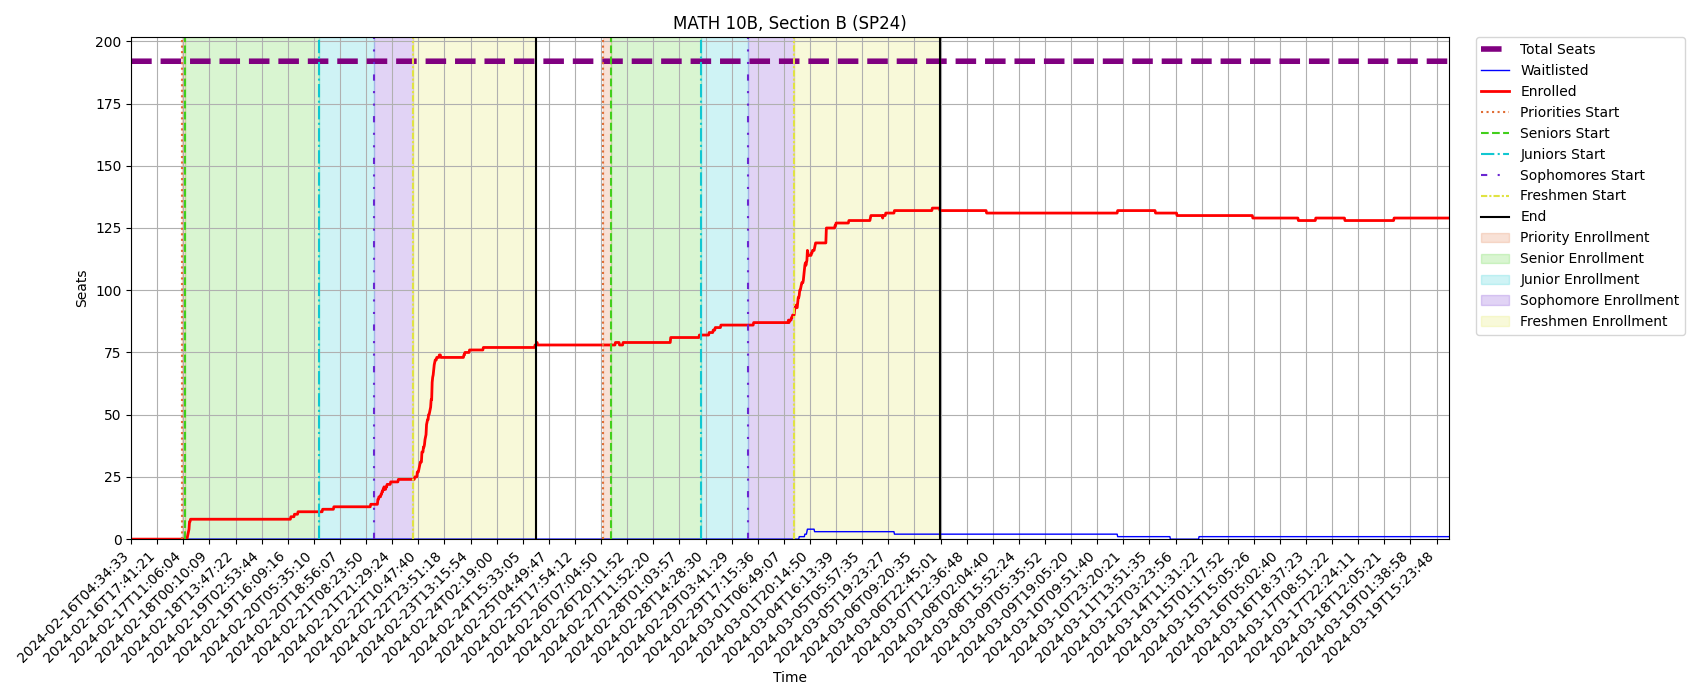 MATH 10B, Section B (SP24)
200
175
150
125
100
75
50
25
0
Seats
2024-02-16T04:34:33
2024-02-16T17:41:21
2024-02-17T11:06:04
2024-02-18T00:10:09
2024-02-18T13:47:22
2024-02-19T02:53:44
2024-02-19T16:09:16
2024-02-20T05:35:10
2024-02-20T18:56:07
2024-02-21T08:23:50
2024-02-21T21:29:24
2024-02-22T10:47:40
2024-02-22T23:51:18
2024-02-23T13:15:54
2024-02-24T02:19:00
2024-02-24T15:33:05
2024-02-25T04:49:47
2024-02-25T17:54:12
2024-02-26T07:04:50
2024-02-26T20:11:52
2024-02-27T11:52:20
2024-02-28T01:03:57
2024-02-28T14:28:30
2024-02-29T03:41:29
2024-02-29T17:15:36
2024-03-01T06:49:07
2024-03-01T20:14:50
2024-03-04T16:13:39
2024-03-05T05:57:35
2024-03-05T19:23:27
2024-03-06T09:20:35
2024-03-06T22:45:01
2024-03-07T12:36:48
2024-03-08T02:04:40
2024-03-08T15:52:24
2024-03-09T05:35:52
2024-03-09T19:05:20
2024-03-10T09:51:40
2024-03-10T23:20:21
2024-03-11T13:51:35
2024-03-12T03:23:56
2024-03-14T11:31:22
2024-03-15T01:17:52
2024-03-15T15:05:26
2024-03-16T05:02:40
2024-03-16T18:37:23
2024-03-17T08:51:22
2024-03-17T22:24:11
2024-03-18T12:05:21
2024-03-19T01:38:58
2024-03-19T15:23:48
Time
Total Seats
Waitlisted
Enrolled
Priorities Start
Seniors Start
Juniors Start
Sophomores Start
Freshmen Start
End
Priority Enrollment
Senior Enrollment
Junior Enrollment
Sophomore Enrollment
Freshmen Enrollment